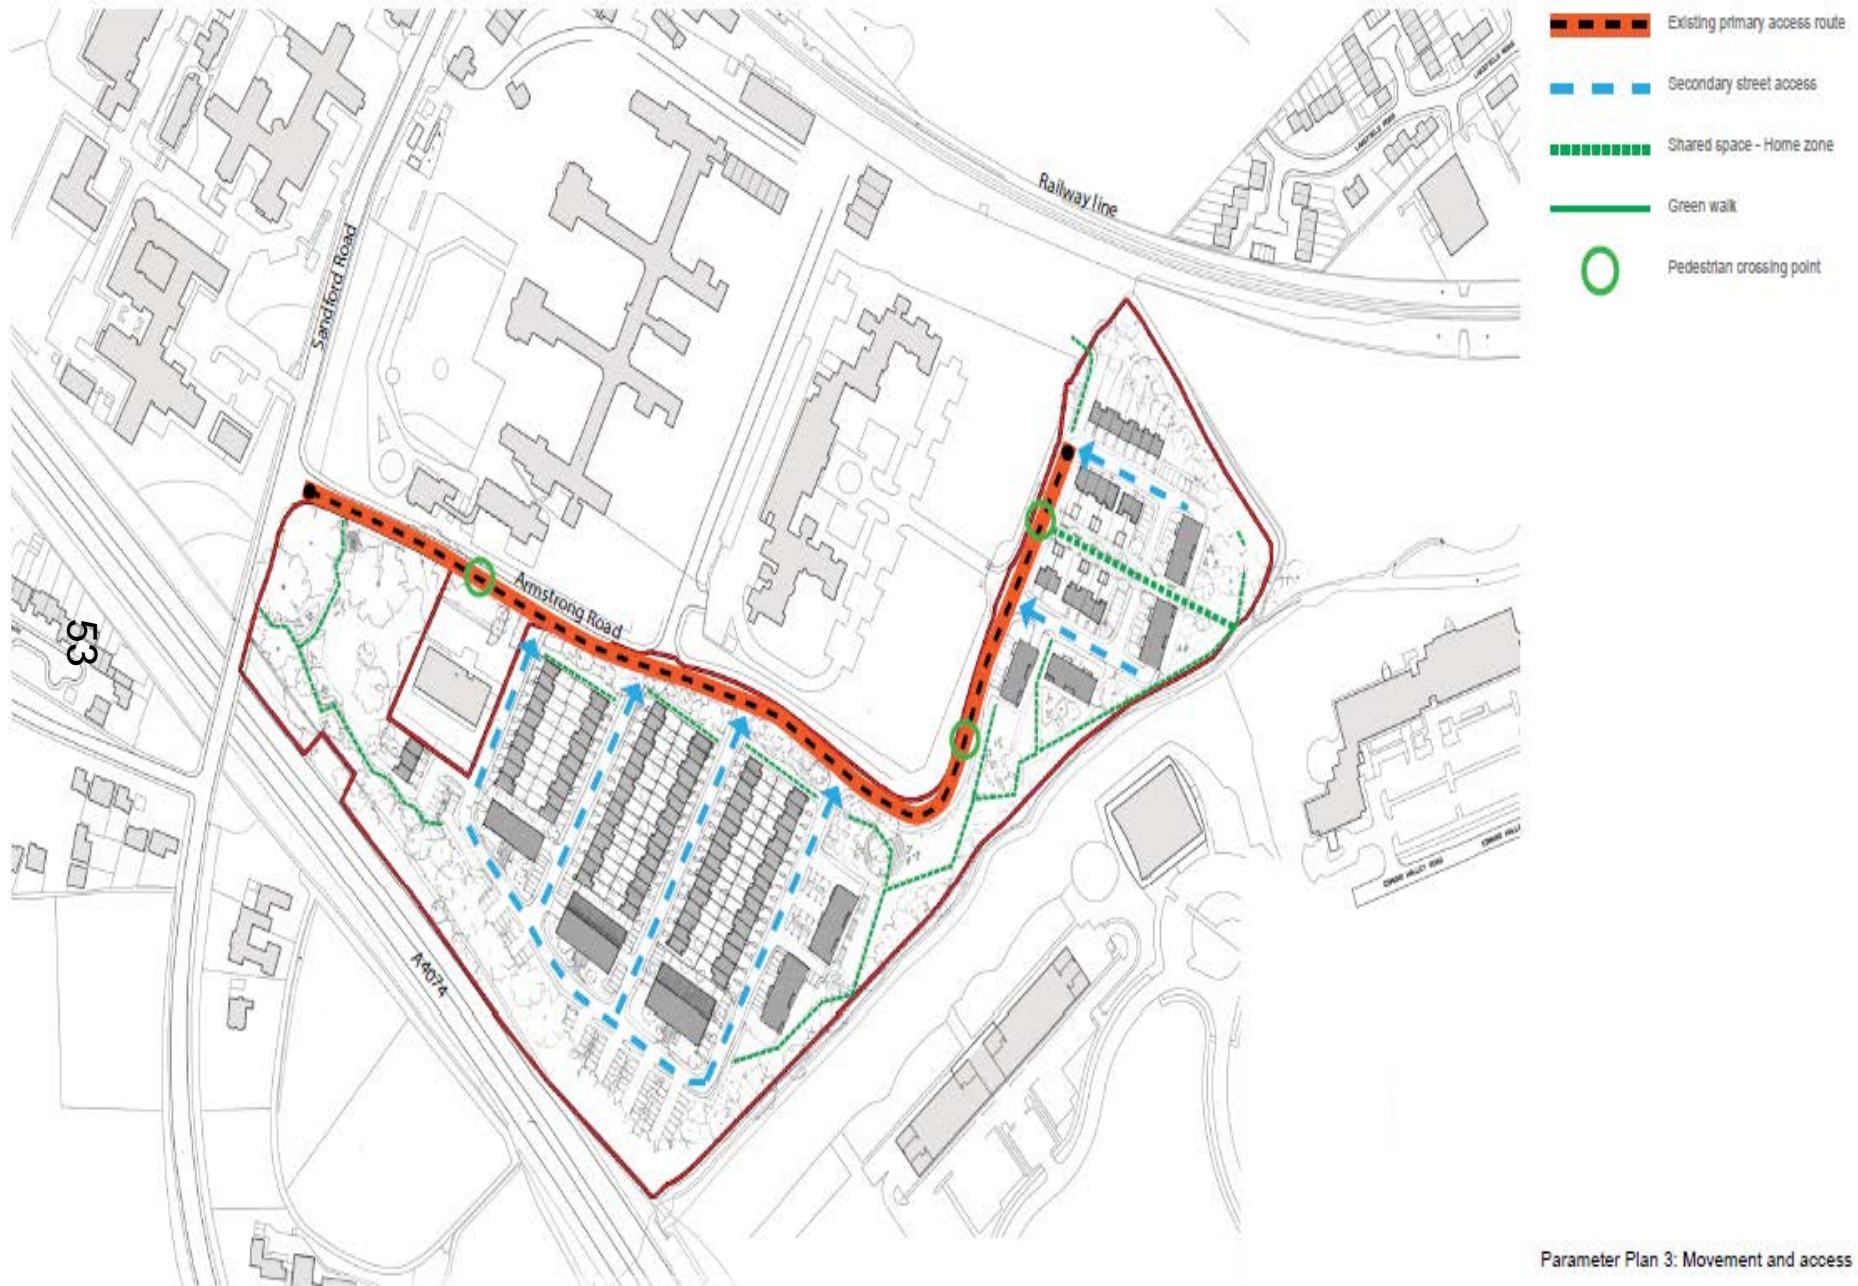 Existing primary access route
Secondary street access
Shared space - Home zone
Green walk
Pedestrian crossing point
Railway line
Sandford Road
Armstrong Road
53
A4074
Parameter Plan 3: Movement and access